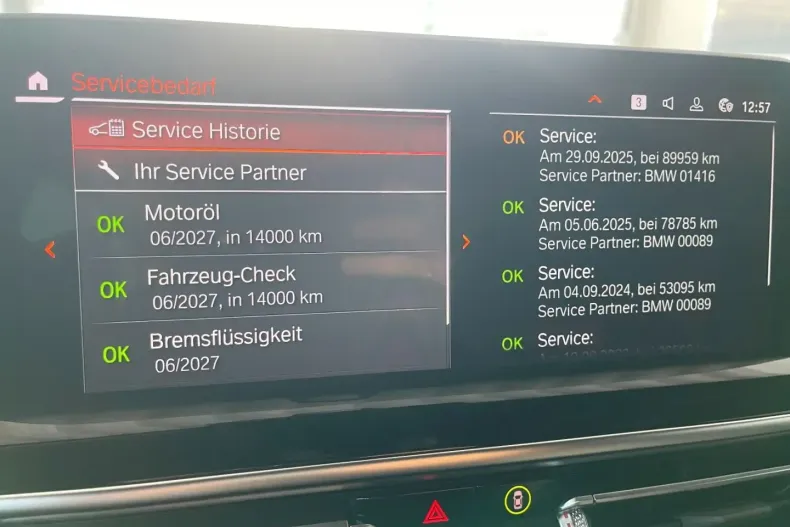 Servicebedarf
3
12:57
Service Historie
Ihr Service Partner
OK
Motoröl
06/2027, in 14000 km
OK
Fahrzeug-Check
06/2027, in 14000 km
OK
Bremsflüssigkeit
06/2027
OK
Service:
Am 29.09.2025, bei 89959 km
Service Partner: BMW 01416
OK
Service:
Am 05.06.2025, bei 78785 km
Service Partner: BMW 00089
OK
Service:
Am 04.09.2024, bei 53095 km
Service Partner: BMW 00089
OK
Service: